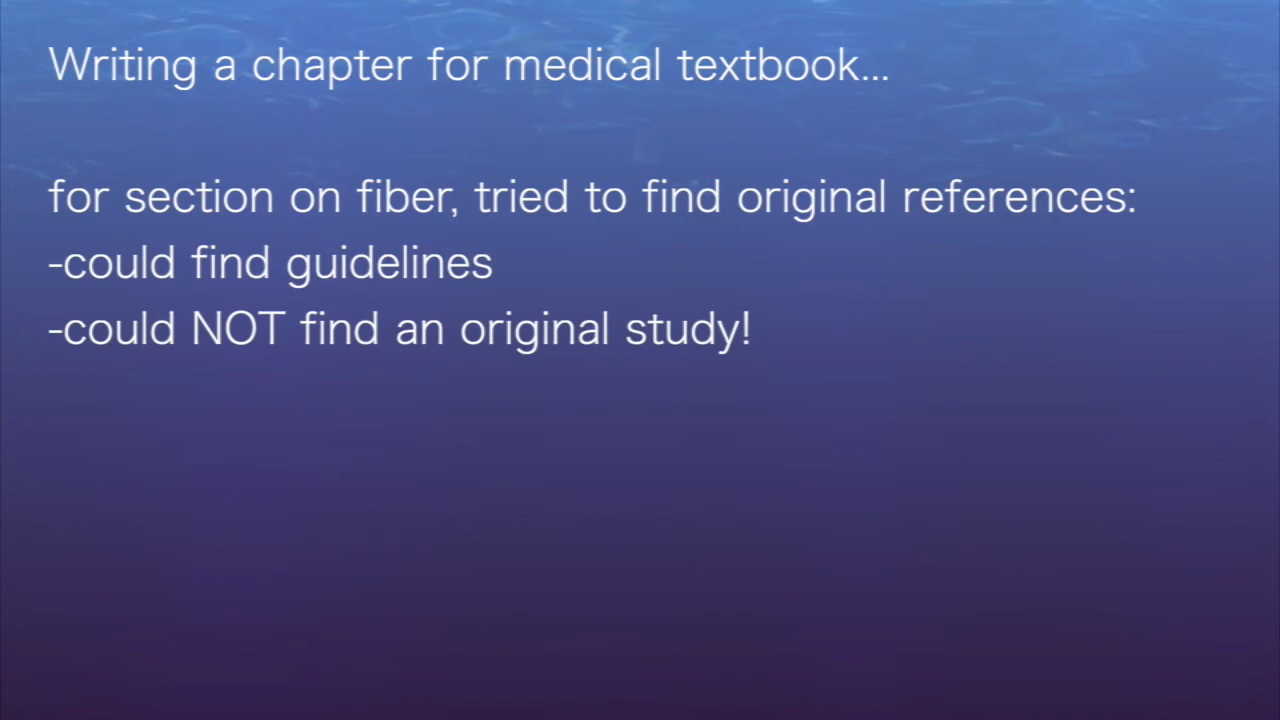 Writing a chapter for medical textbook...
for section on fiber, tried to find original references:
-could find guidelines
-could NOT find an original study!